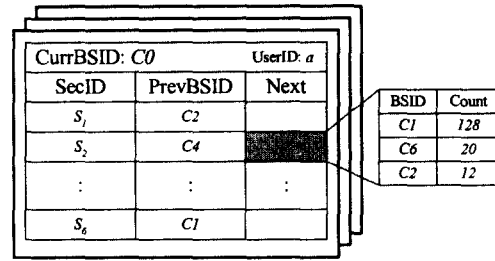 CurrBSID: C0 UserID: a
SecID PrevBSID Next
S1 C2
S2 C4
: : :
S6 C1
BSID Count
C1 128
C6 20
C2 12